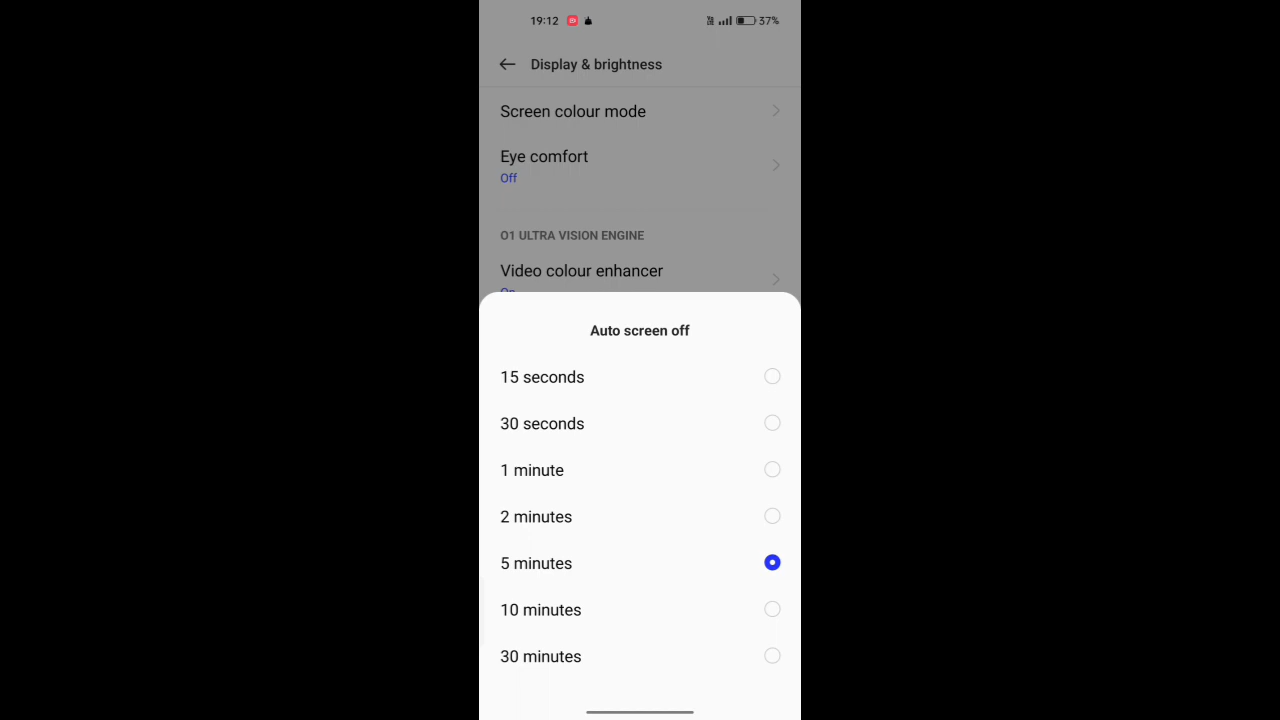 19:12 37%
Display & brightness
Screen colour mode
Eye comfort
Off
O1 ULTRA VISION ENGINE
Video colour enhancer
On
Auto screen off
15 seconds
30 seconds
1 minute
2 minutes
5 minutes
10 minutes
30 minutes